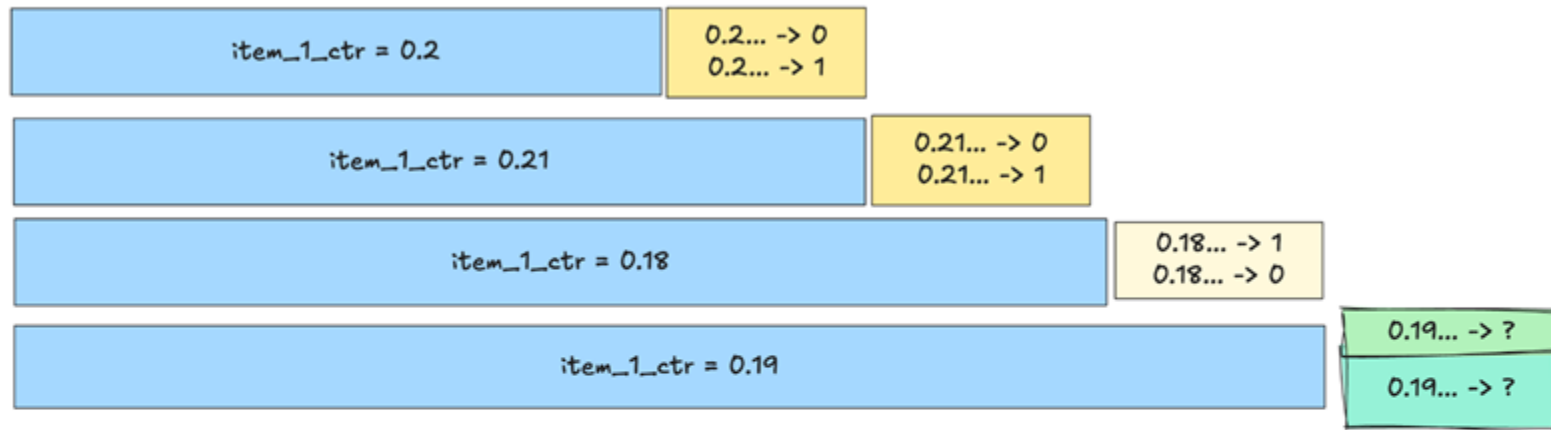 item_1_ctr = 0.2
0.2... -> 0
0.2... -> 1
item_1_ctr = 0.21
0.21... -> 0
0.21... -> 1
item_1_ctr = 0.18
0.18... -> 1
0.18... -> 0
item_1_ctr = 0.19
0.19... -> ?
0.19... -> ?